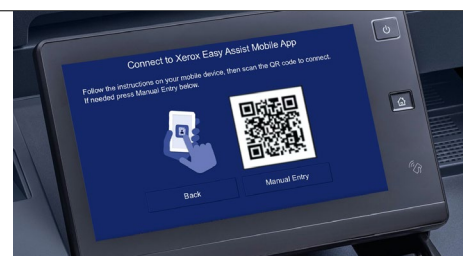 Connect to Xerox Easy Assist Mobile App
Follow the instructions on your mobile device, then scan the QR code to connect.
If needed press Manual Entry below.
Back
Manual Entry